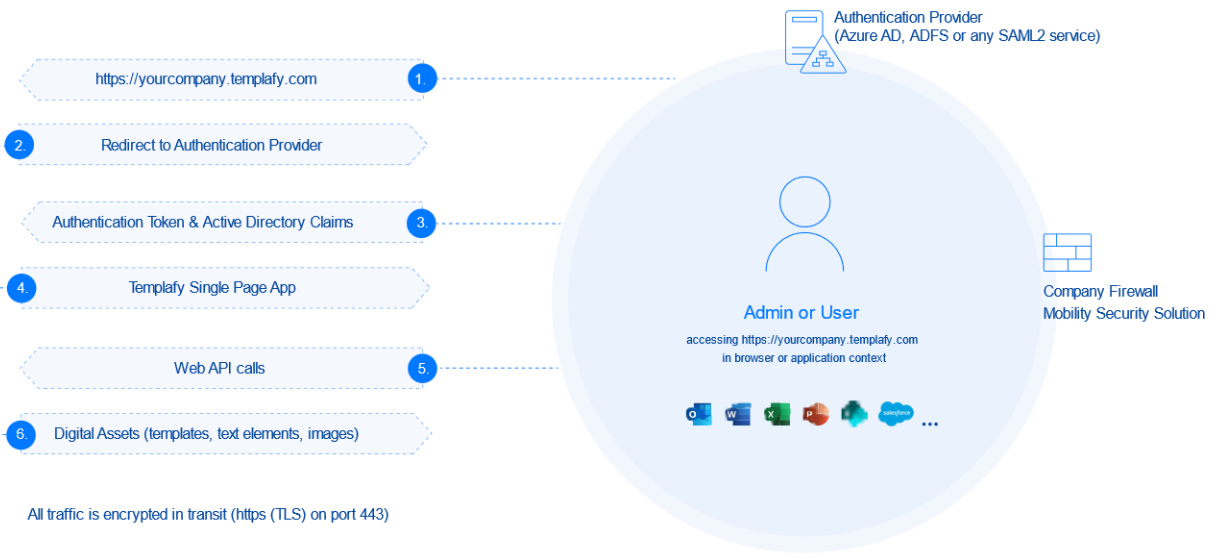 Authentication Provider
(Azure AD, ADFS or any SAML2 service)
https://yourcompany.templafy.com
1.
2.
Redirect to Authentication Provider
Authentication Token & Active Directory Claims
3.
4.
Templafy Single Page App
Web API calls
5.
6.
Digital Assets (templates, text elements, images)
All traffic is encrypted in transit (https (TLS) on port 443)
Admin or User
accessing https://yourcompany.templafy.com
in browser or application context
O W X P salesforce ...
Company Firewall
Mobility Security Solution